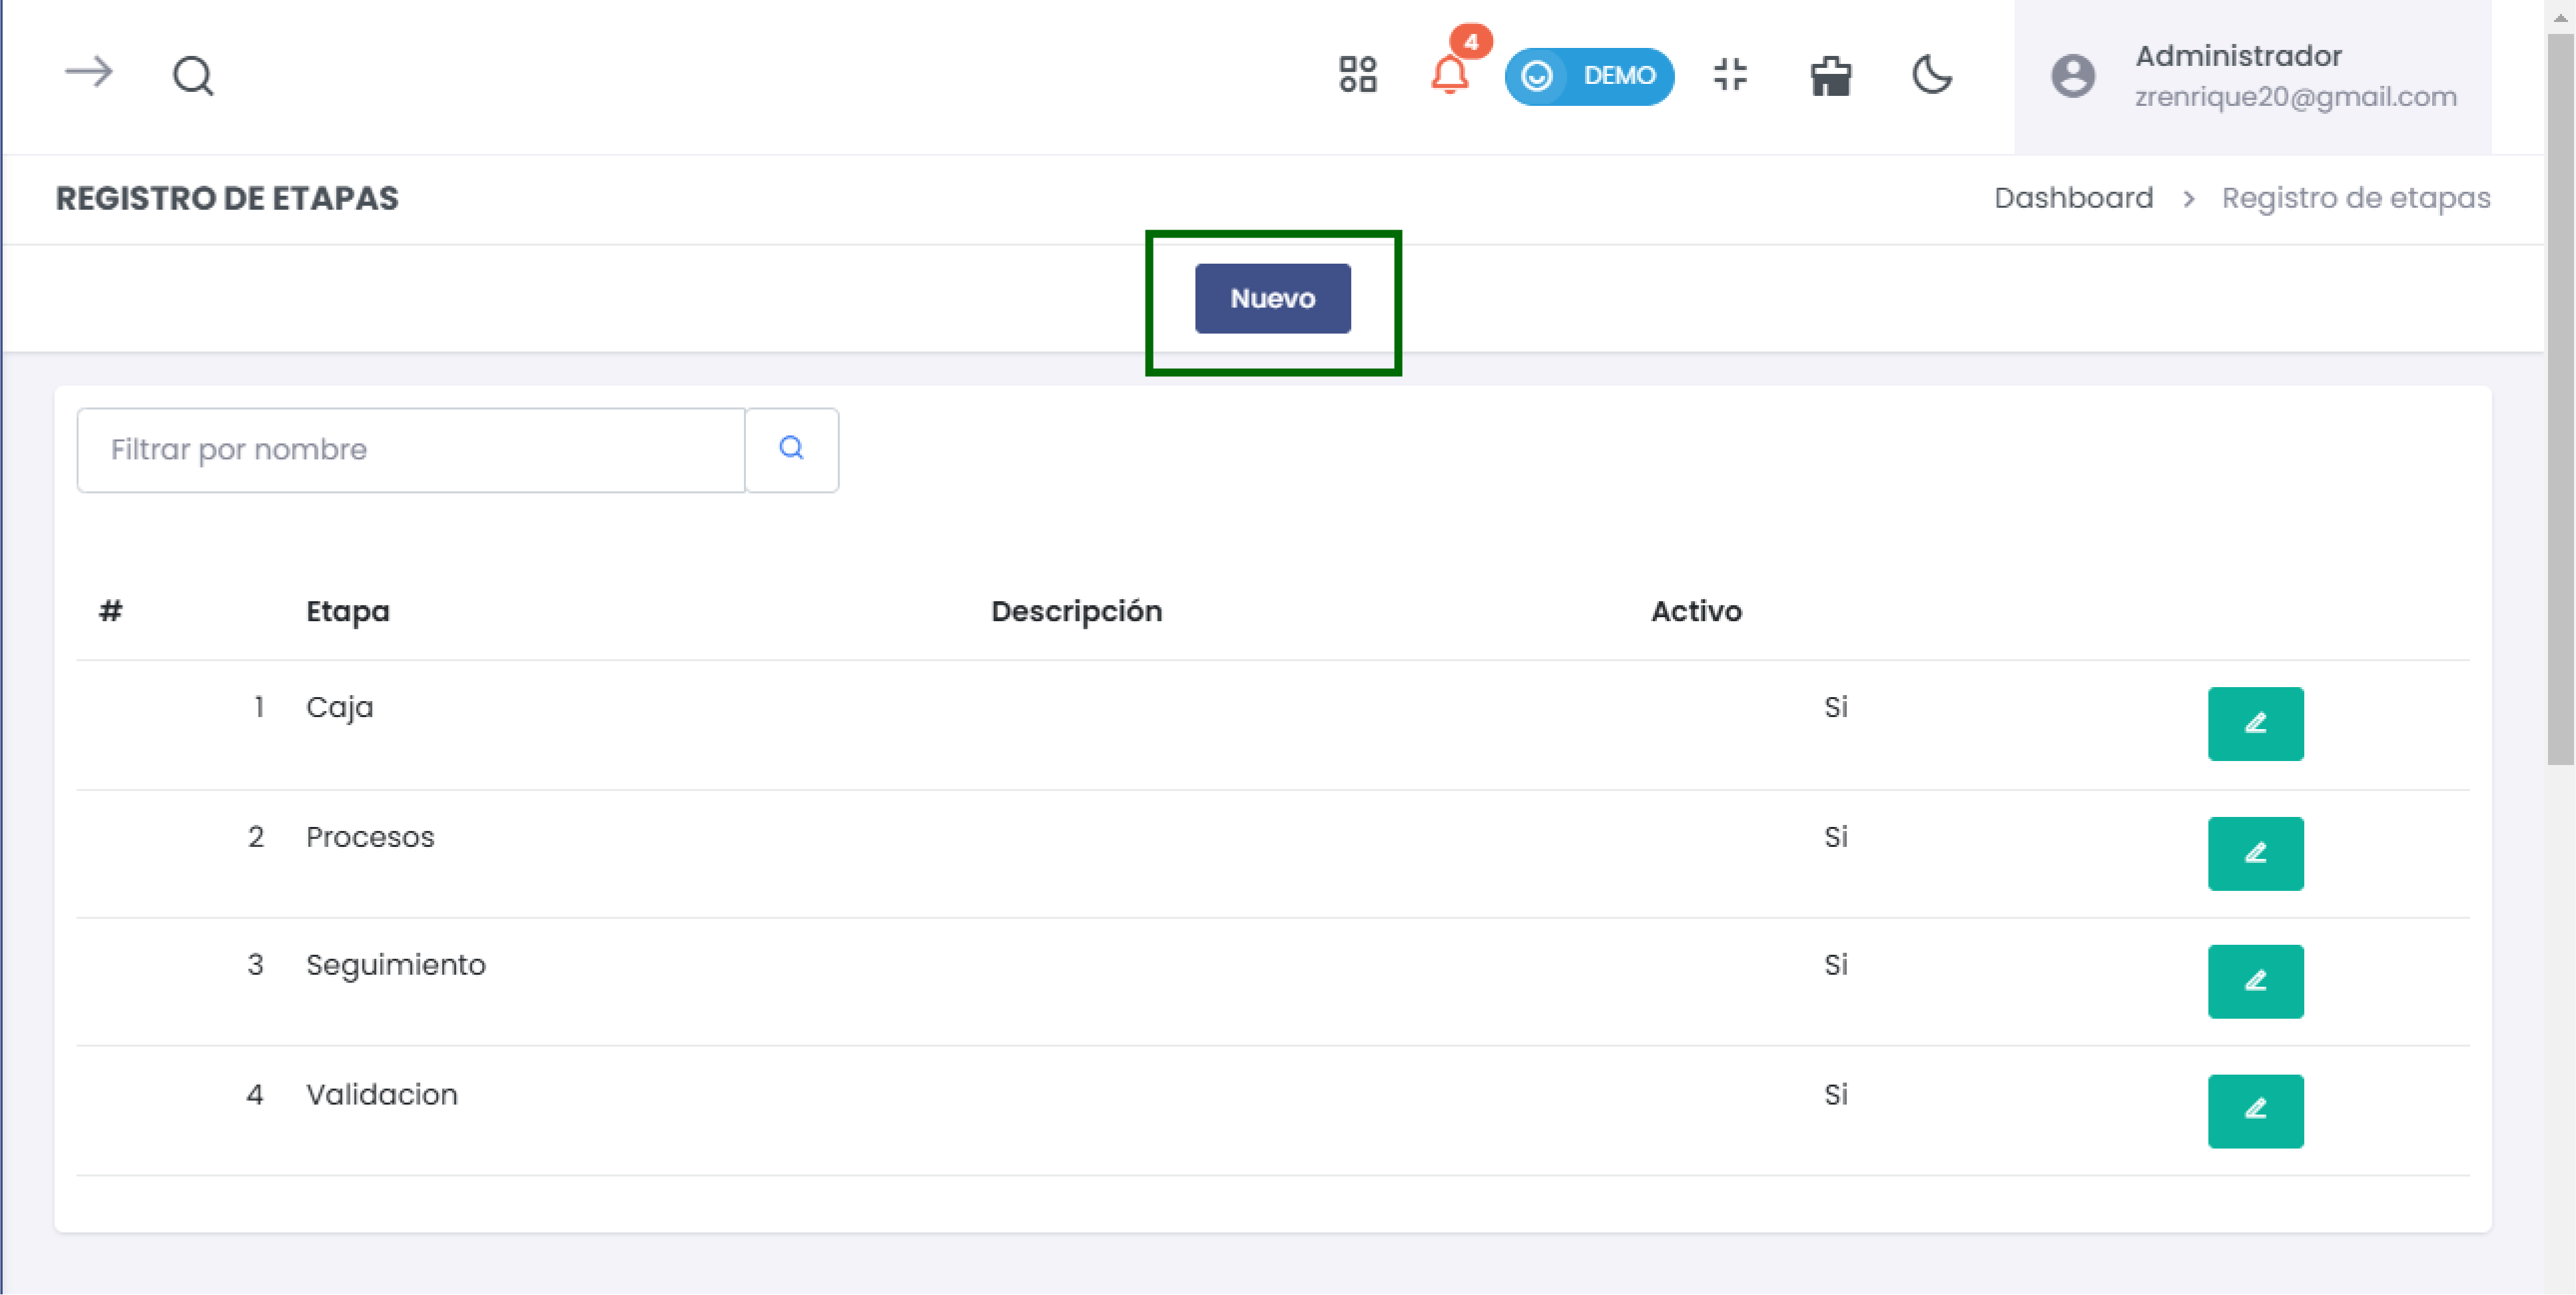 4
DEMO
Administrador
zrenrique20@gmail.com
REGISTRO DE ETAPAS
Dashboard > Registro de etapas
Nuevo
Filtrar por nombre
# Etapa Descripción Activo
1 Caja Si
2 Procesos Si
3 Seguimiento Si
4 Validacion Si